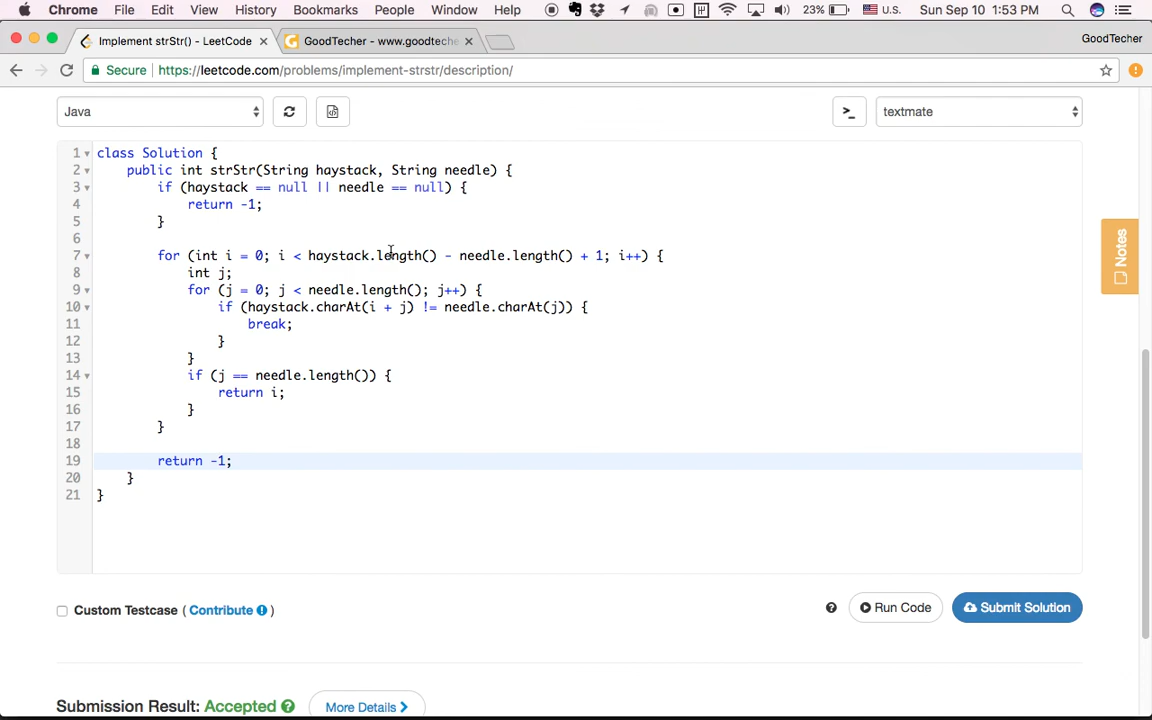 Chrome File Edit View History Bookmarks People Window Help 23% U.S. Sun Sep 10 1:53 PM
Implement strStr() - LeetCode GoodTecher - www.goodteche GoodTecher
Secure https://leetcode.com/problems/implement-strstr/description/
Java >_ textmate
1 class Solution {
2 public int strStr(String haystack, String needle) {
3 if (haystack == null || needle == null) {
4 return -1;
5 }
6
7 for (int i = 0; i < haystack.length() - needle.length() + 1; i++) {
8 int j;
9 for (j = 0; j < needle.length(); j++) {
10 if (haystack.charAt(i + j) != needle.charAt(j)) {
11 break;
12 }
13 }
14 if (j == needle.length()) {
15 return i;
16 }
17 }
18
19 return -1;
20 }
21 }
Notes
Custom Testcase ( Contribute ) ? Run Code Submit Solution
Submission Result: Accepted ? More Details